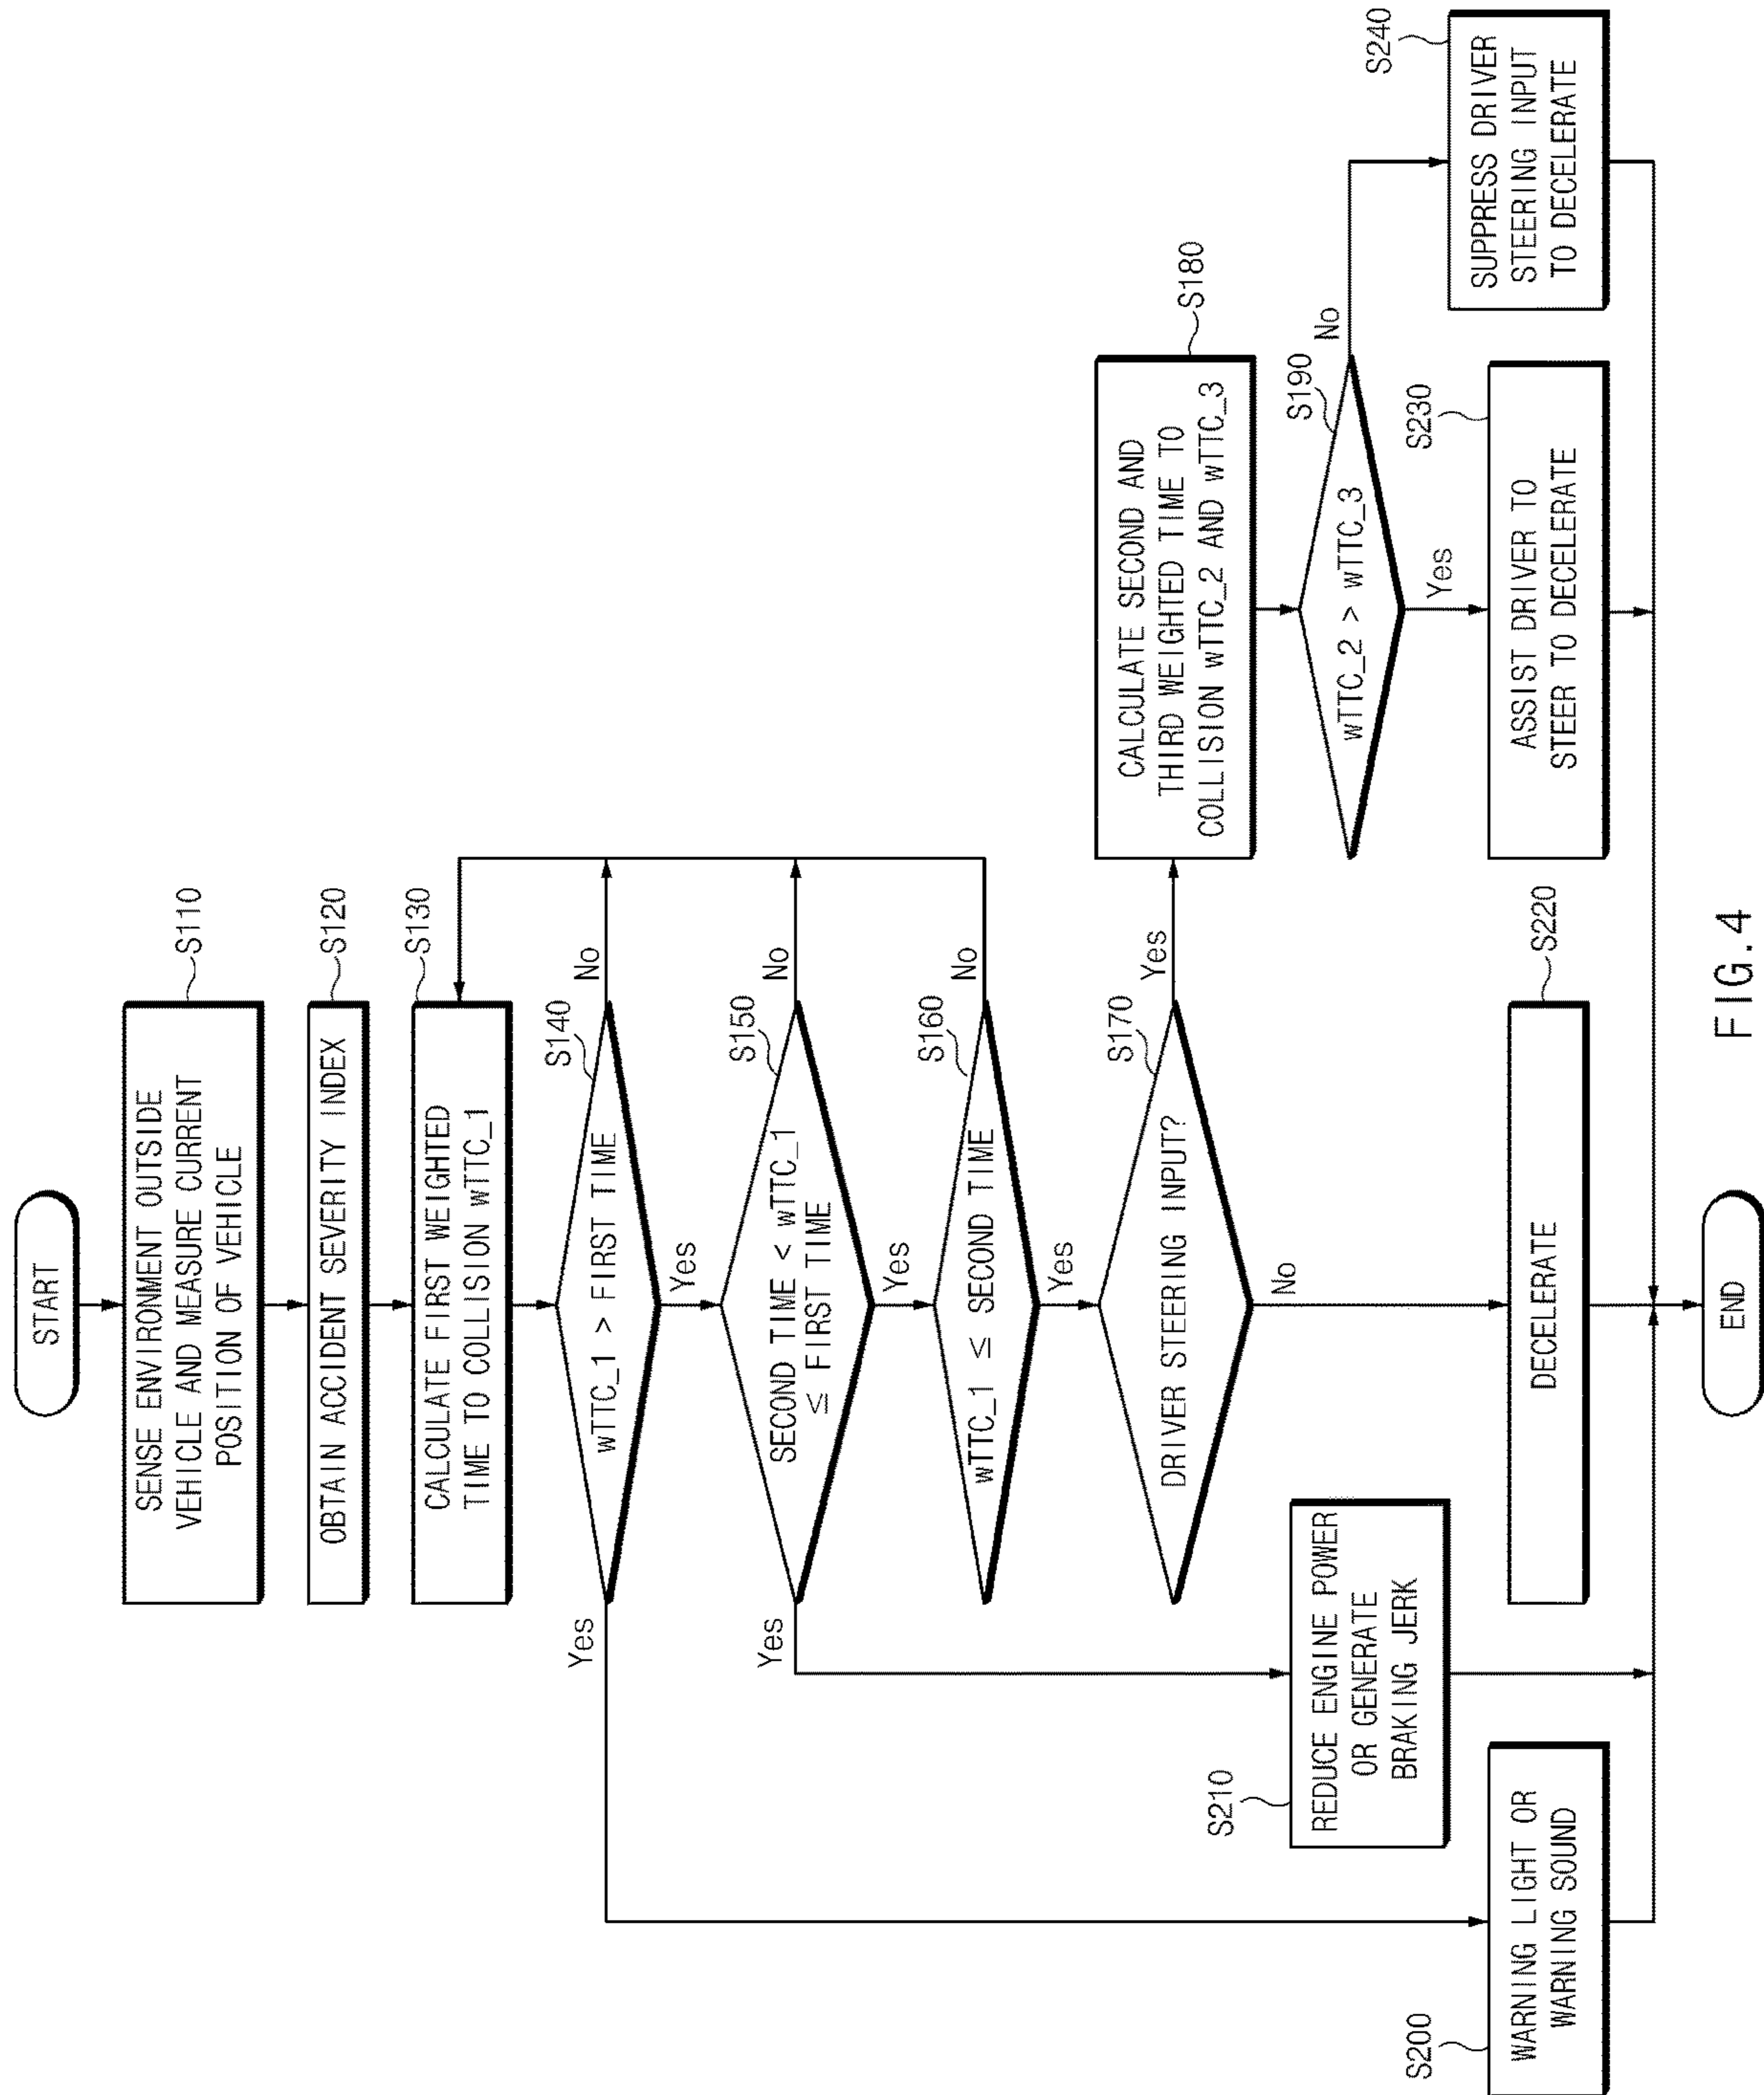 START
SENSE ENVIRONMENT OUTSIDE
VEHICLE AND MEASURE CURRENT
POSITION OF VEHICLE
S110
OBTAIN ACCIDENT SEVERITY INDEX
S120
CALCULATE FIRST WEIGHTED
TIME TO COLLISION wTTC_1
S130
wTTC_1 > FIRST TIME
S140
Yes
No
Yes
SECOND TIME < wTTC_1
≤ FIRST TIME
S150
Yes
No
Yes
wTTC_1 ≤ SECOND TIME
S160
No
Yes
DRIVER STEERING INPUT?
S170
Yes
No
CALCULATE SECOND AND
THIRD WEIGHTED TIME TO
COLLISION wTTC_2 AND wTTC_3
S180
wTTC_2 > wTTC_3
S190
No
Yes
S200
WARNING LIGHT OR
WARNING SOUND
S210
REDUCE ENGINE POWER
OR GENERATE
BRAKING JERK
DECELERATE
S220
ASSIST DRIVER TO
STEER TO DECELERATE
S230
SUPPRESS DRIVER
STEERING INPUT
TO DECELERATE
S240
END
FIG.4